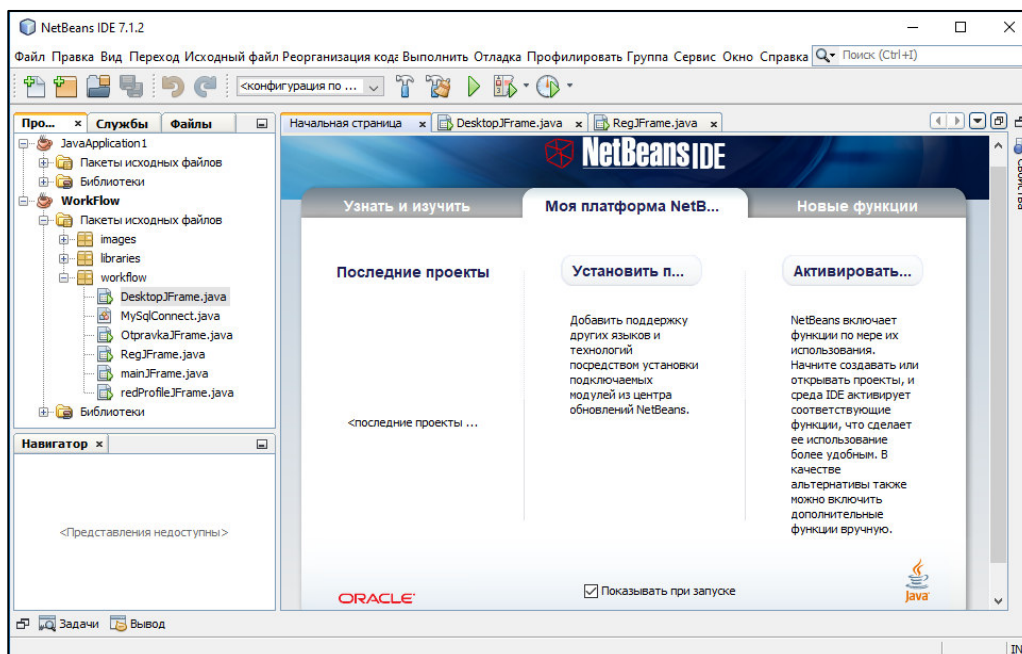 NetBeans IDE 7.1.2
Файл Правка Вид Переход Исходный файл Реорганизация кода Выполнить Отладка Профилировать Группа Сервис Окно Справка Поиск (Ctrl+I)
<конфигурация по ...
Про... Службы Файлы
JavaApplication1
Пакеты исходных файлов
Библиотеки
WorkFlow
Пакеты исходных файлов
images
libraries
workflow
DesktopJFrame.java
MySqlConnect.java
OtpravkaJFrame.java
RegJFrame.java
mainJFrame.java
redProfileJFrame.java
Библиотеки
Навигатор
<Представления недоступны>
Начальная страница DesktopJFrame.java RegJFrame.java
NetBeans IDE
Узнать и изучить Моя платформа NetB... Новые функции
Последние проекты
<последние проекты ...
Установить п...
Добавить поддержку
других языков и
технологий
посредством установки
подключаемых
модулей из центра
обновлений NetBeans.
Активировать...
NetBeans включает
функции по мере их
использования.
Начните создавать или
открывать проекты, и
среда IDE активирует
соответствующие
функции, что сделает
ее использование
более удобным. В
качестве
альтернативы также
можно включить
дополнительные
функции вручную.
ORACLE
Показывать при запуске
Java
Свойства
Задачи Вывод
IN